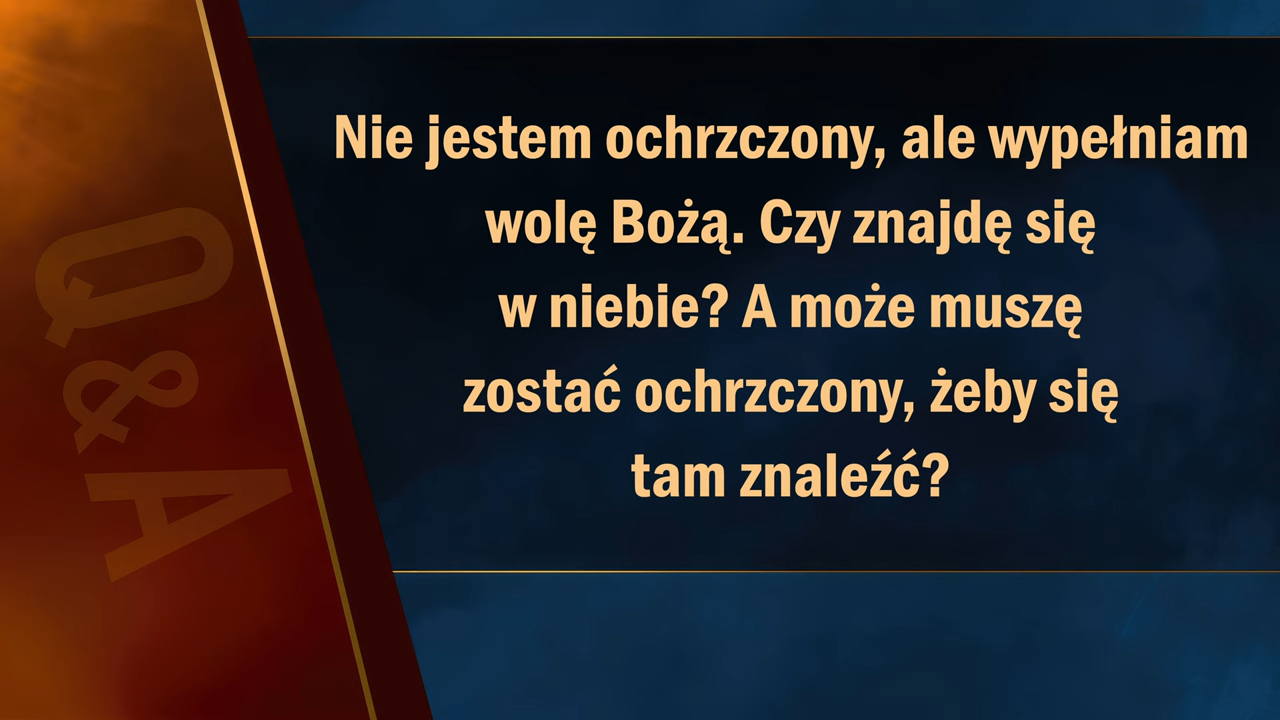 Q&A
Nie jestem ochrzczony, ale wypełniam
wolę Bożą. Czy znajdę się
w niebie? A może muszę
zostać ochrzczony, żeby się
tam znaleźć?